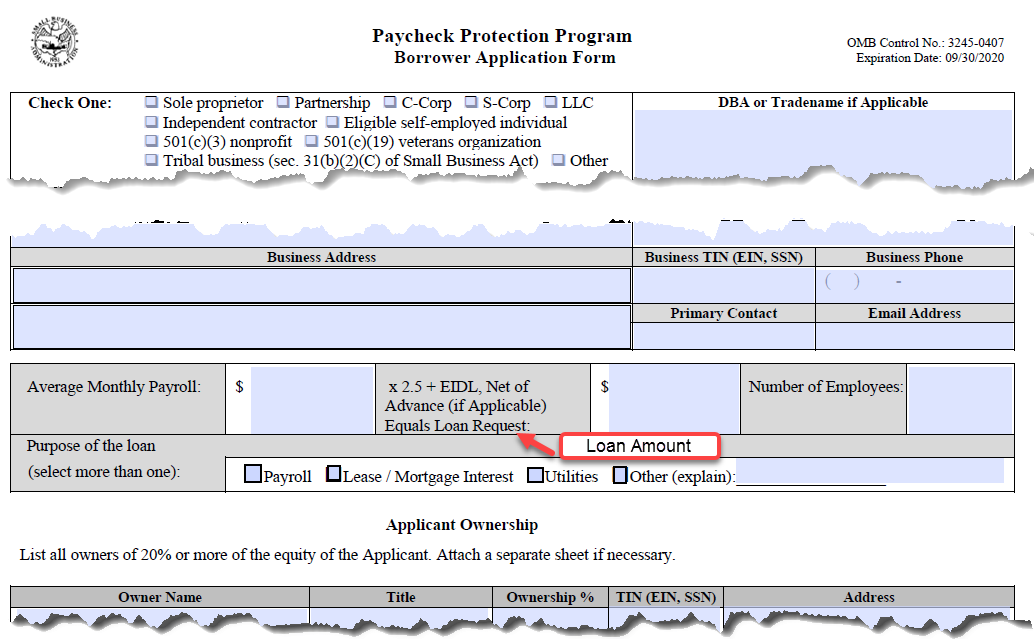 SMALL BUSINESS ADMINISTRATION
Paycheck Protection Program
Borrower Application Form
OMB Control No.: 3245-0407
Expiration Date: 09/30/2020
Check One:
Sole proprietor Partnership C-Corp S-Corp LLC
Independent contractor Eligible self-employed individual
501(c)(3) nonprofit 501(c)(19) veterans organization
Tribal business (sec. 31(b)(2)(C) of Small Business Act) Other
DBA or Tradename if Applicable
Business Address
Business TIN (EIN, SSN)
Business Phone
( ) -
Primary Contact
Email Address
Average Monthly Payroll:
$
x 2.5 + EIDL, Net of
Advance (if Applicable)
Equals Loan Request:
$
Number of Employees:
Loan Amount
Purpose of the loan
(select more than one):
Payroll Lease / Mortgage Interest Utilities Other (explain):
Applicant Ownership
List all owners of 20% or more of the equity of the Applicant. Attach a separate sheet if necessary.
Owner Name
Title
Ownership %
TIN (EIN, SSN)
Address